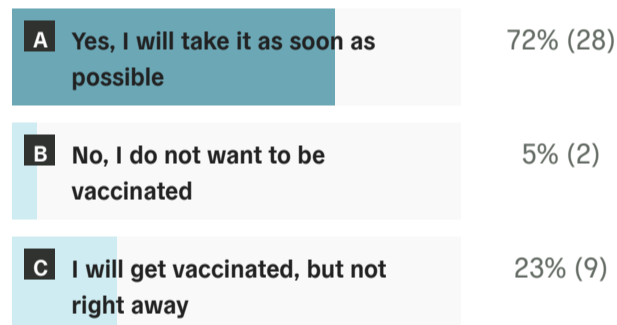 A Yes, I will take it as soon as 72% (28)
possible
B No, I do not want to be 5% (2)
vaccinated
C I will get vaccinated, but not 23% (9)
right away